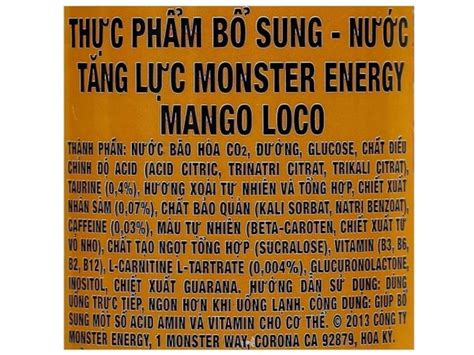 THỰC PHẨM BỔ SUNG - NƯỚC
TĂNG LỰC MONSTER ENERGY
MANGO LOCO
THÀNH PHẦN: NƯỚC BÃO HÒA CO2, ĐƯỜNG, GLUCOSE, CHẤT ĐIỀU
CHỈNH ĐỘ ACID (ACID CITRIC, TRINATRI CITRAT, TRIKALI CITRAT),
TAURINE (0,4%), HƯƠNG XOÀI TỰ NHIÊN VÀ TỔNG HỢP, CHIẾT XUẤT
NHÂN SÂM (0,07%), CHẤT BẢO QUẢN (KALI SORBAT, NATRI BENZOAT),
CAFFEINE (0,03%), MÀU TỰ NHIÊN (BETA-CAROTEN, CHIẾT XUẤT TỪ
VỎ NHO), CHẤT TẠO NGỌT TỔNG HỢP (SUCRALOSE), VITAMIN (B3, B6,
B2, B12), L-CARNITINE L-TARTRATE (0,004%), GLUCURONOLACTONE,
INOSITOL, CHIẾT XUẤT GUARANA. HƯỚNG DẪN SỬ DỤNG: DÙNG
UỐNG TRỰC TIẾP, NGON HƠN KHI UỐNG LẠNH. CÔNG DỤNG: GIÚP BỔ
SUNG MỘT SỐ ACID AMIN VÀ VITAMIN CHO CƠ THỂ. © 2013 CÔNG TY
MONSTER ENERGY, 1 MONSTER WAY, CORONA CA 92879, HOA KỲ.